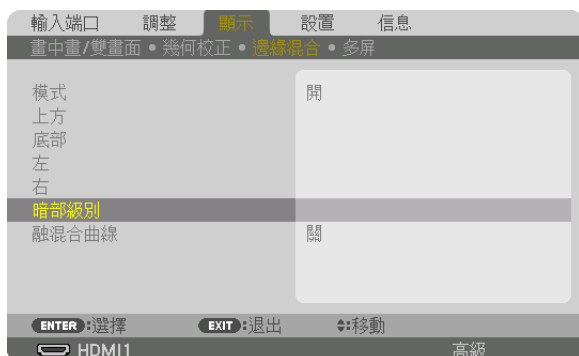 輸入端口 調整 顯示 設置 信息
畫中畫/雙畫面 • 幾何校正 • 邊緣混合 • 多屏
模式 開
上方
底部
左
右
暗部級別
融混合曲線 關
ENTER :選擇 EXIT :退出 ♦:移動
HDMI1 高級